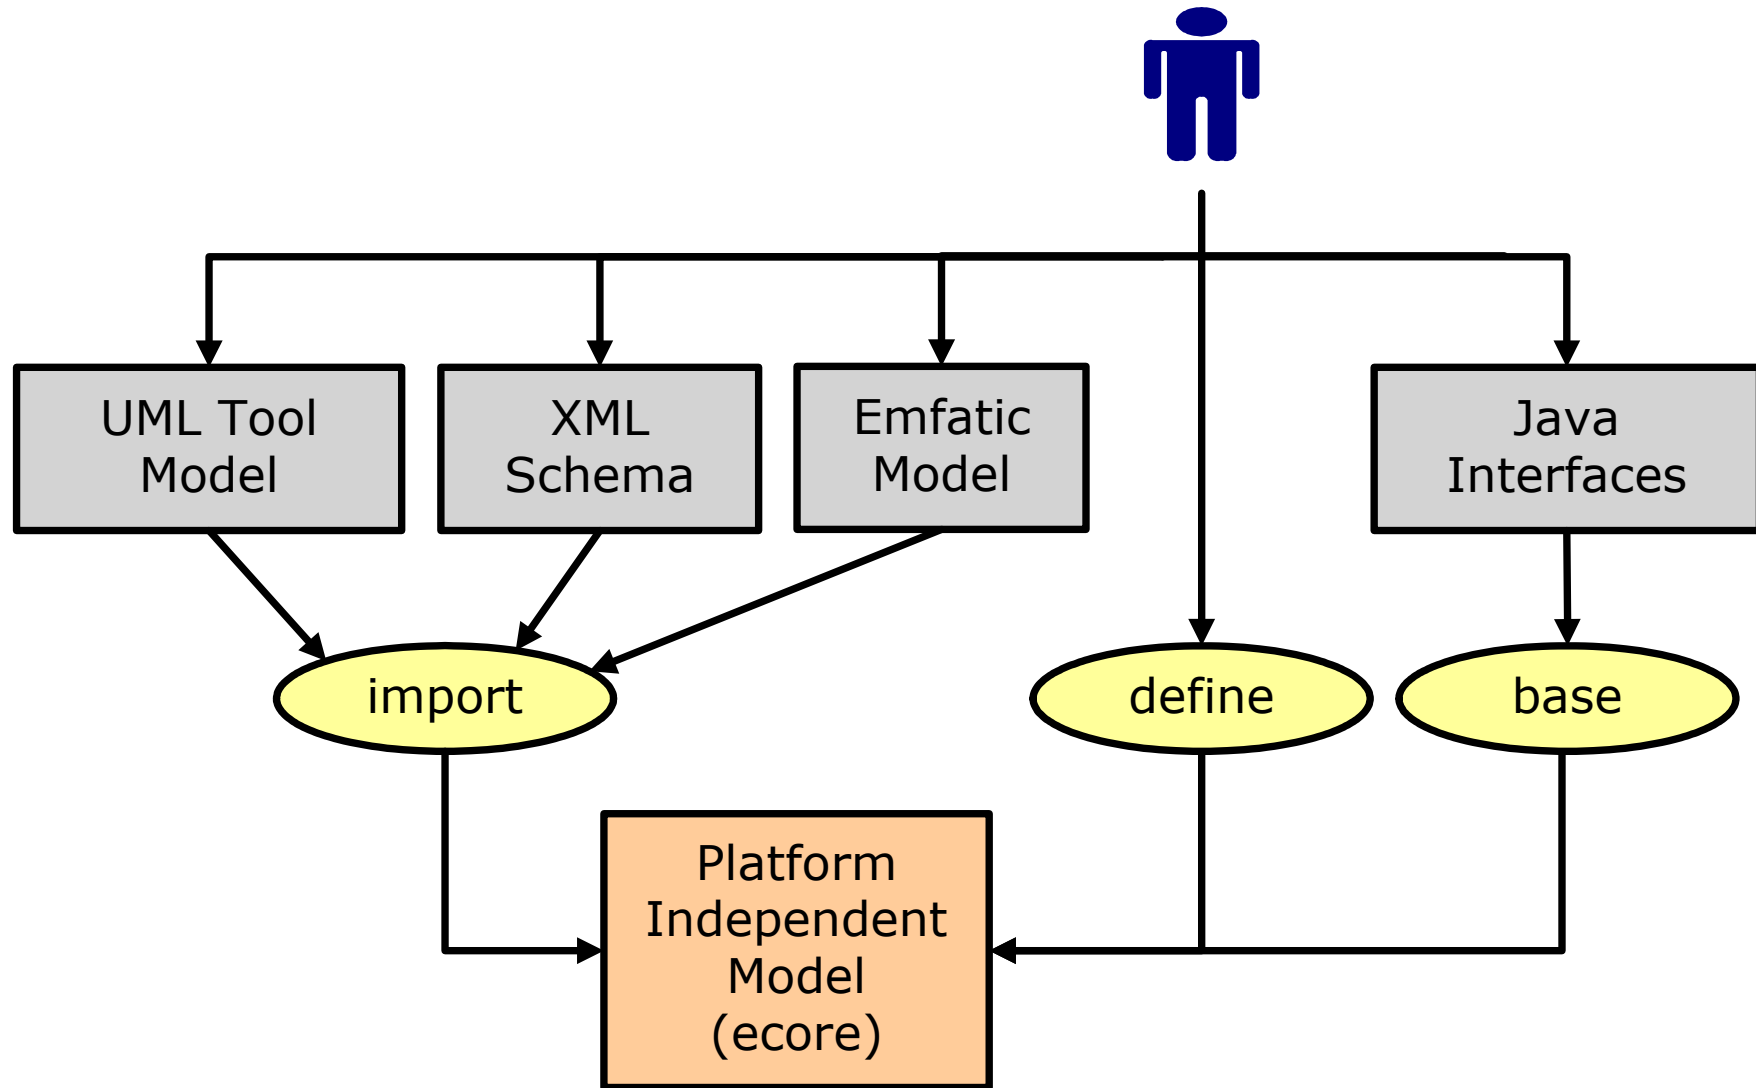 UML Tool
Model
XML
Schema
Emfatic
Model
Java
Interfaces
import
define
base
Platform
Independent
Model
(ecore)